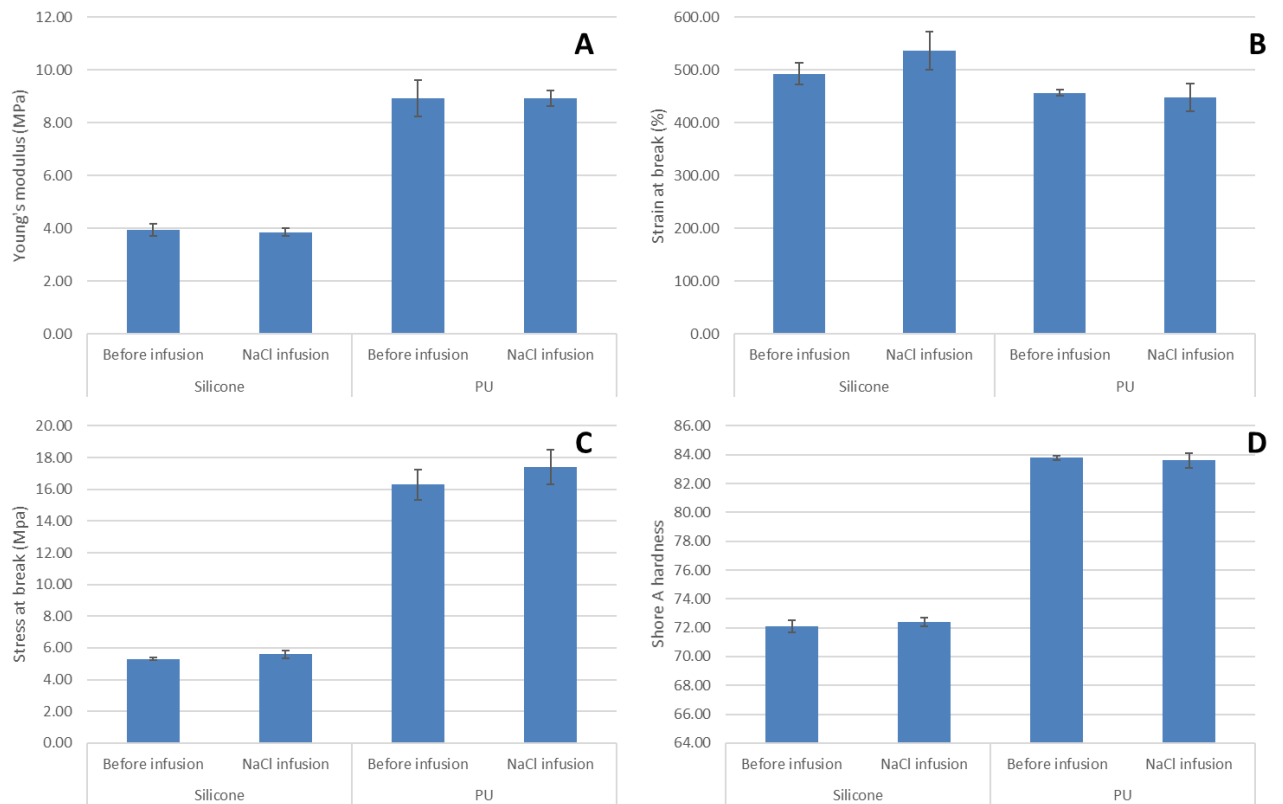 A
Young's modulus (MPa)
12.00
10.00
8.00
6.00
4.00
2.00
0.00
Before infusion NaCl infusion Before infusion NaCl infusion
Silicone PU
B
Strain at break (%)
600.00
500.00
400.00
300.00
200.00
100.00
0.00
Before infusion NaCl infusion Before infusion NaCl infusion
Silicone PU
C
Stress at break (Mpa)
20.00
18.00
16.00
14.00
12.00
10.00
8.00
6.00
4.00
2.00
0.00
Before infusion NaCl infusion Before infusion NaCl infusion
Silicone PU
D
Shore A hardness
86.00
84.00
82.00
80.00
78.00
76.00
74.00
72.00
70.00
68.00
66.00
64.00
Before infusion NaCl infusion Before infusion NaCl infusion
Silicone PU